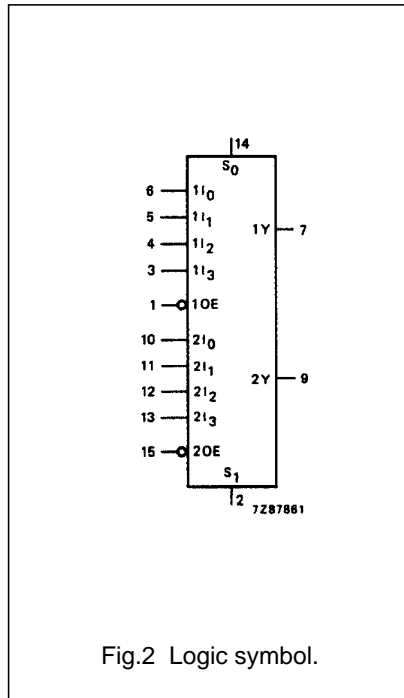 14
S0
6 1I0
5 1I1
1Y 7
4 1I2
3 1I3
1 1OE
10 2I0
11 2I1
2Y 9
12 2I2
13 2I3
15 2OE
S1
2
7Z87861
Fig.2 Logic symbol.